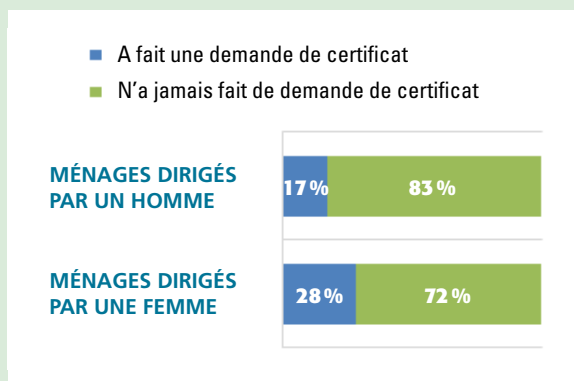 A fait une demande de certificat
N'a jamais fait de demande de certificat
MÉNAGES DIRIGÉS
PAR UN HOMME
17 % 83 %
MÉNAGES DIRIGÉS
PAR UNE FEMME
28 % 72 %